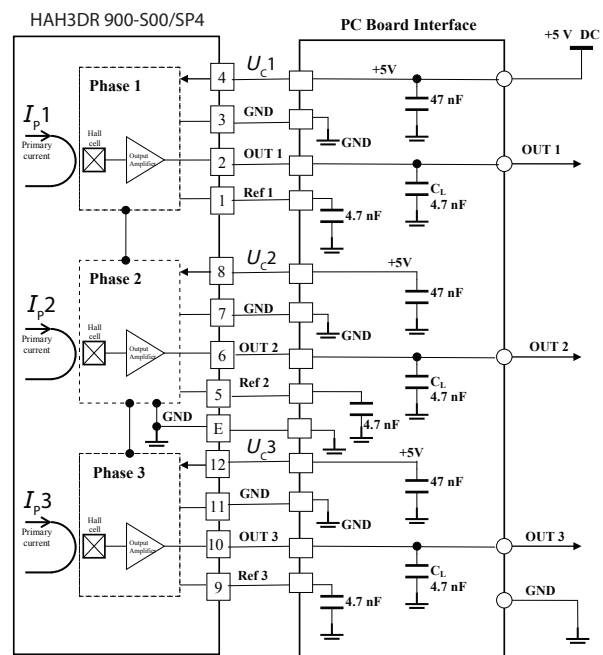 HAH3DR 900-S00/SP4
PC Board Interface
+5 V DC
Phase 1
4
U_C1
+5V
47 nF
I_P1
Primary current
Hall cell
Output Amplifier
3
GND
GND
2
OUT 1
OUT 1
C_L
4.7 nF
1
Ref 1
4.7 nF
Phase 2
8
U_C2
+5V
47 nF
I_P2
Primary current
Hall cell
Output Amplifier
7
GND
GND
6
OUT 2
OUT 2
C_L
4.7 nF
5
Ref 2
4.7 nF
GND
E
Phase 3
12
U_C3
+5V
47 nF
I_P3
Primary current
Hall cell
Output Amplifier
11
GND
GND
10
OUT 3
OUT 3
C_L
4.7 nF
9
Ref 3
4.7 nF
GND